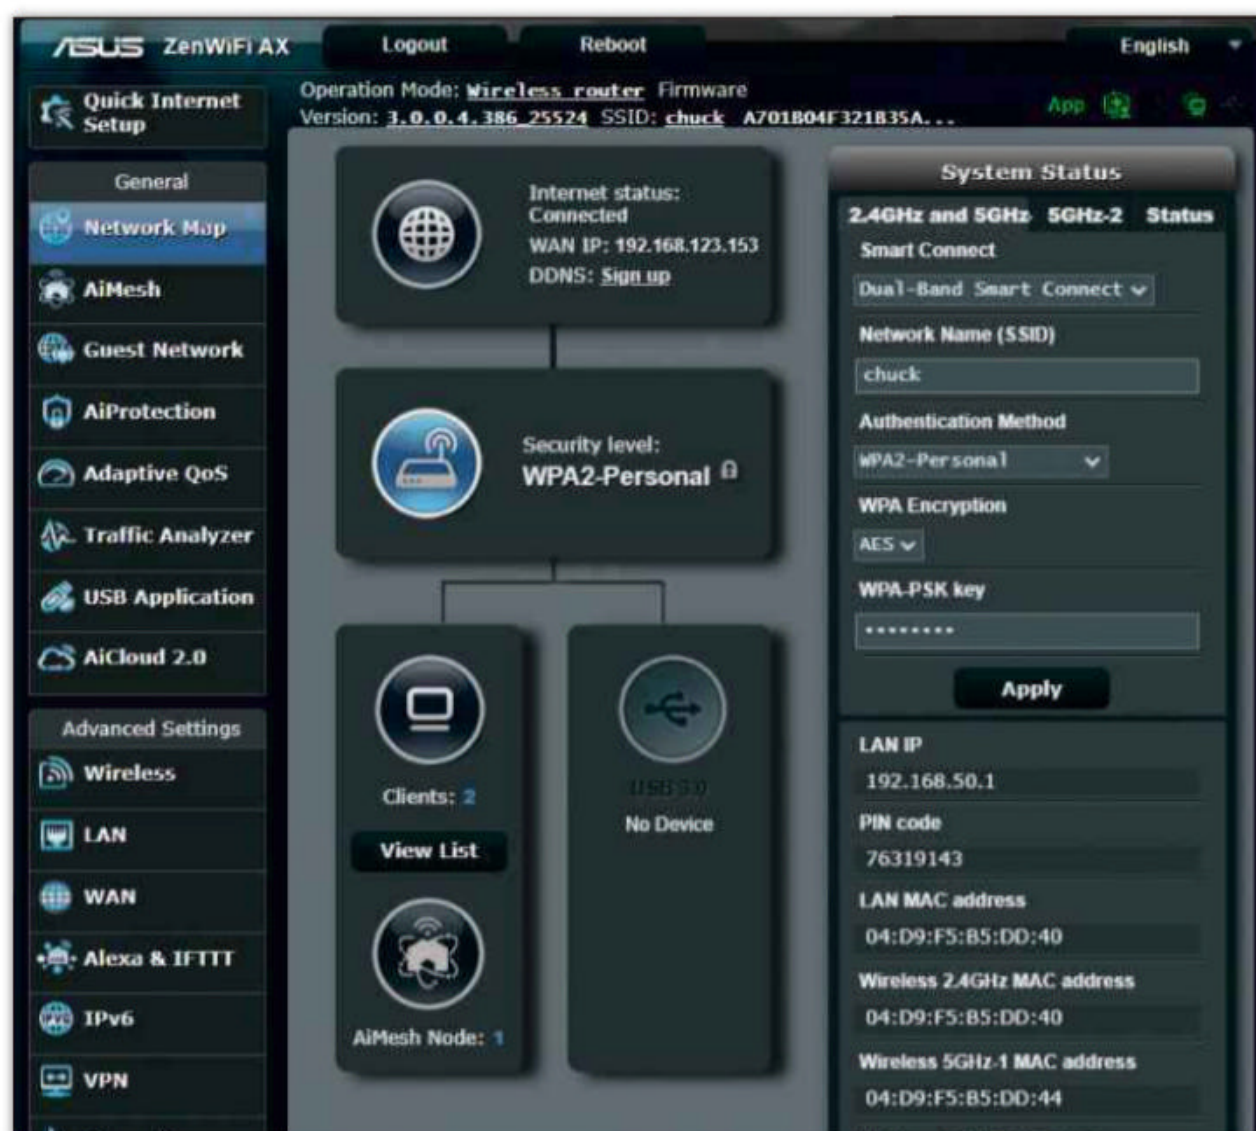 ASUS ZenWiFi AX
Logout
Reboot
English
Quick Internet
Setup
Operation Mode: Wireless router Firmware
Version: 3.0.0.4.386_25524 SSID: chuck A701B04F321B35A...
App
General
Network Map
AiMesh
Guest Network
AiProtection
Adaptive QoS
Traffic Analyzer
USB Application
AiCloud 2.0
Advanced Settings
Wireless
LAN
WAN
Alexa & IFTTT
IPv6
VPN
Internet status:
Connected
WAN IP: 192.168.123.153
DDNS: Sign up
Security level:
WPA2-Personal
Clients: 2
View List
AiMesh Node: 1
USB 3.0
No Device
System Status
2.4GHz and 5GHz- 5GHz-2 Status
Smart Connect
Dual-Band Smart Connect
Network Name (SSID)
chuck
Authentication Method
WPA2-Personal
WPA Encryption
AES
WPA-PSK key
••••••••
Apply
LAN IP
192.168.50.1
PIN code
76319143
LAN MAC address
04:D9:F5:B5:DD:40
Wireless 2.4GHz MAC address
04:D9:F5:B5:DD:40
Wireless 5GHz-1 MAC address
04:D9:F5:B5:DD:44